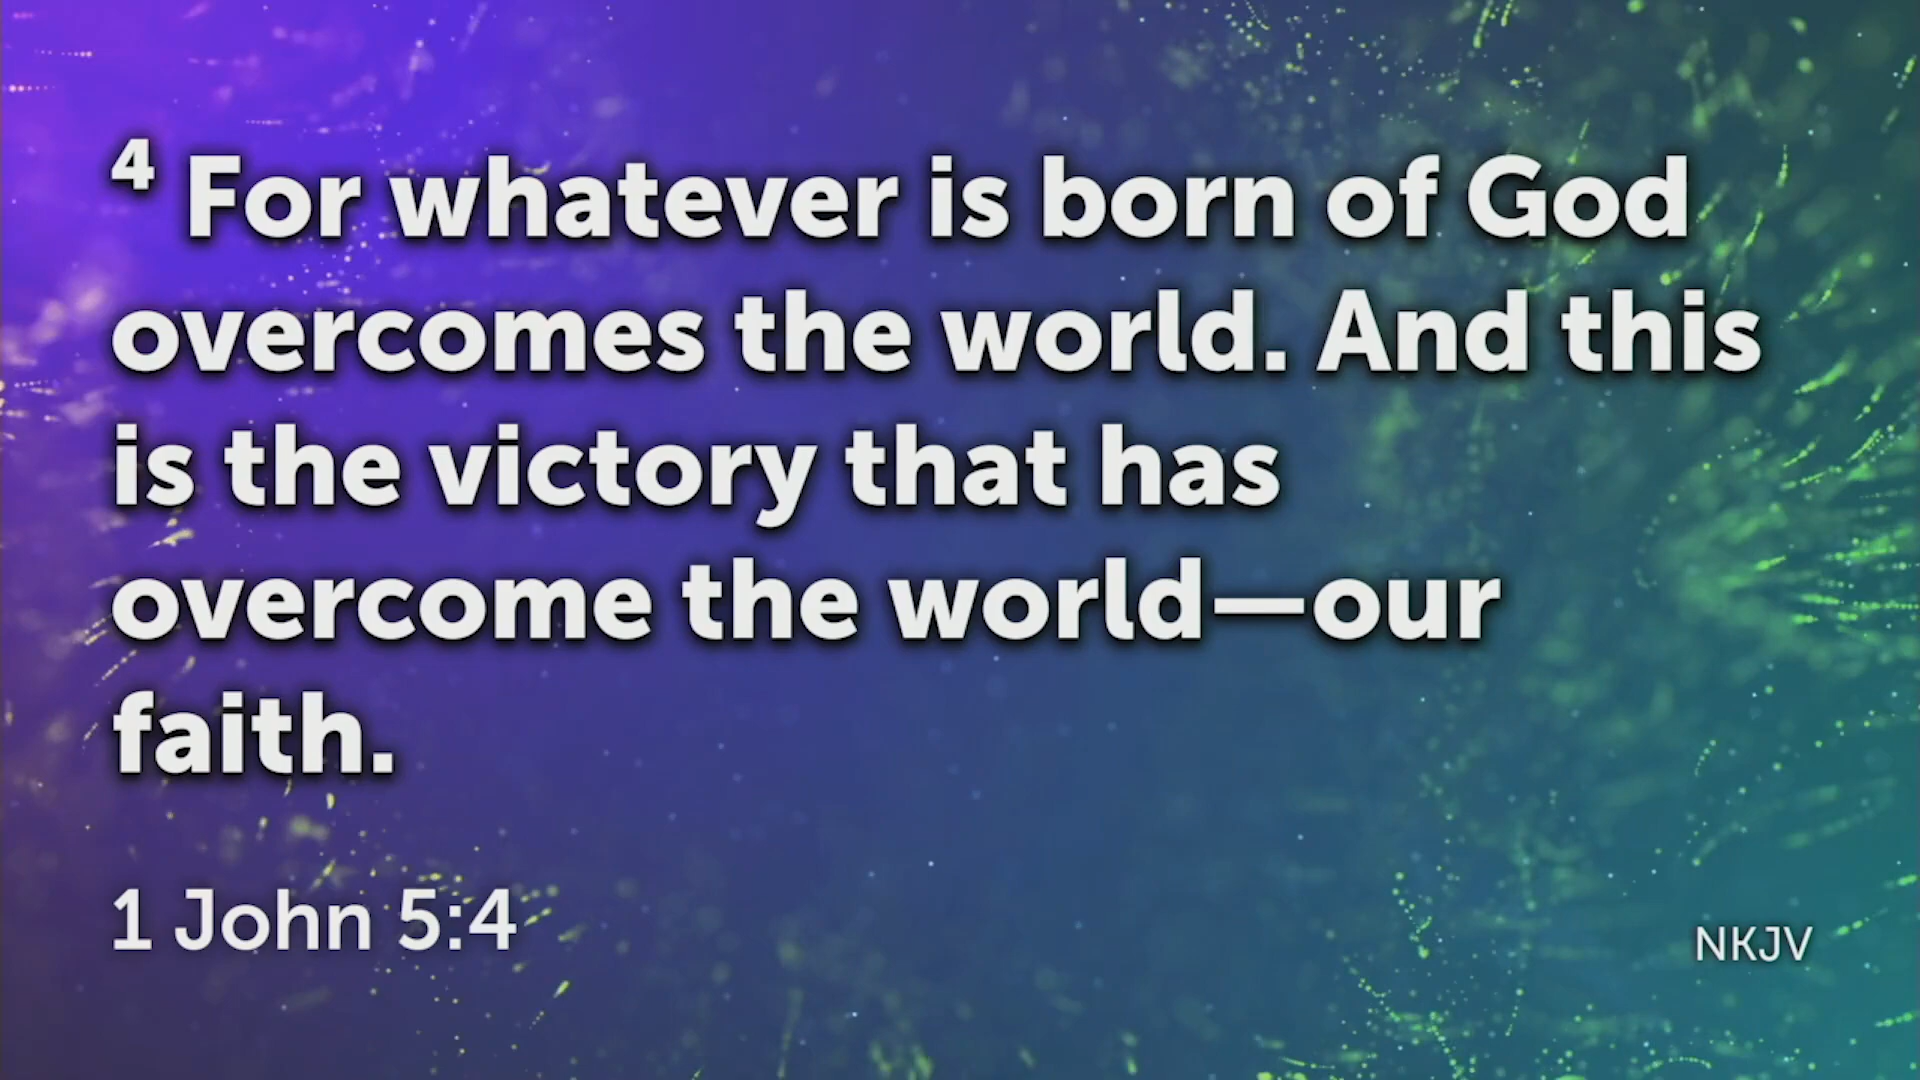 4 For whatever is born of God
overcomes the world. And this
is the victory that has
overcome the world—our
faith.
1 John 5:4
NKJV